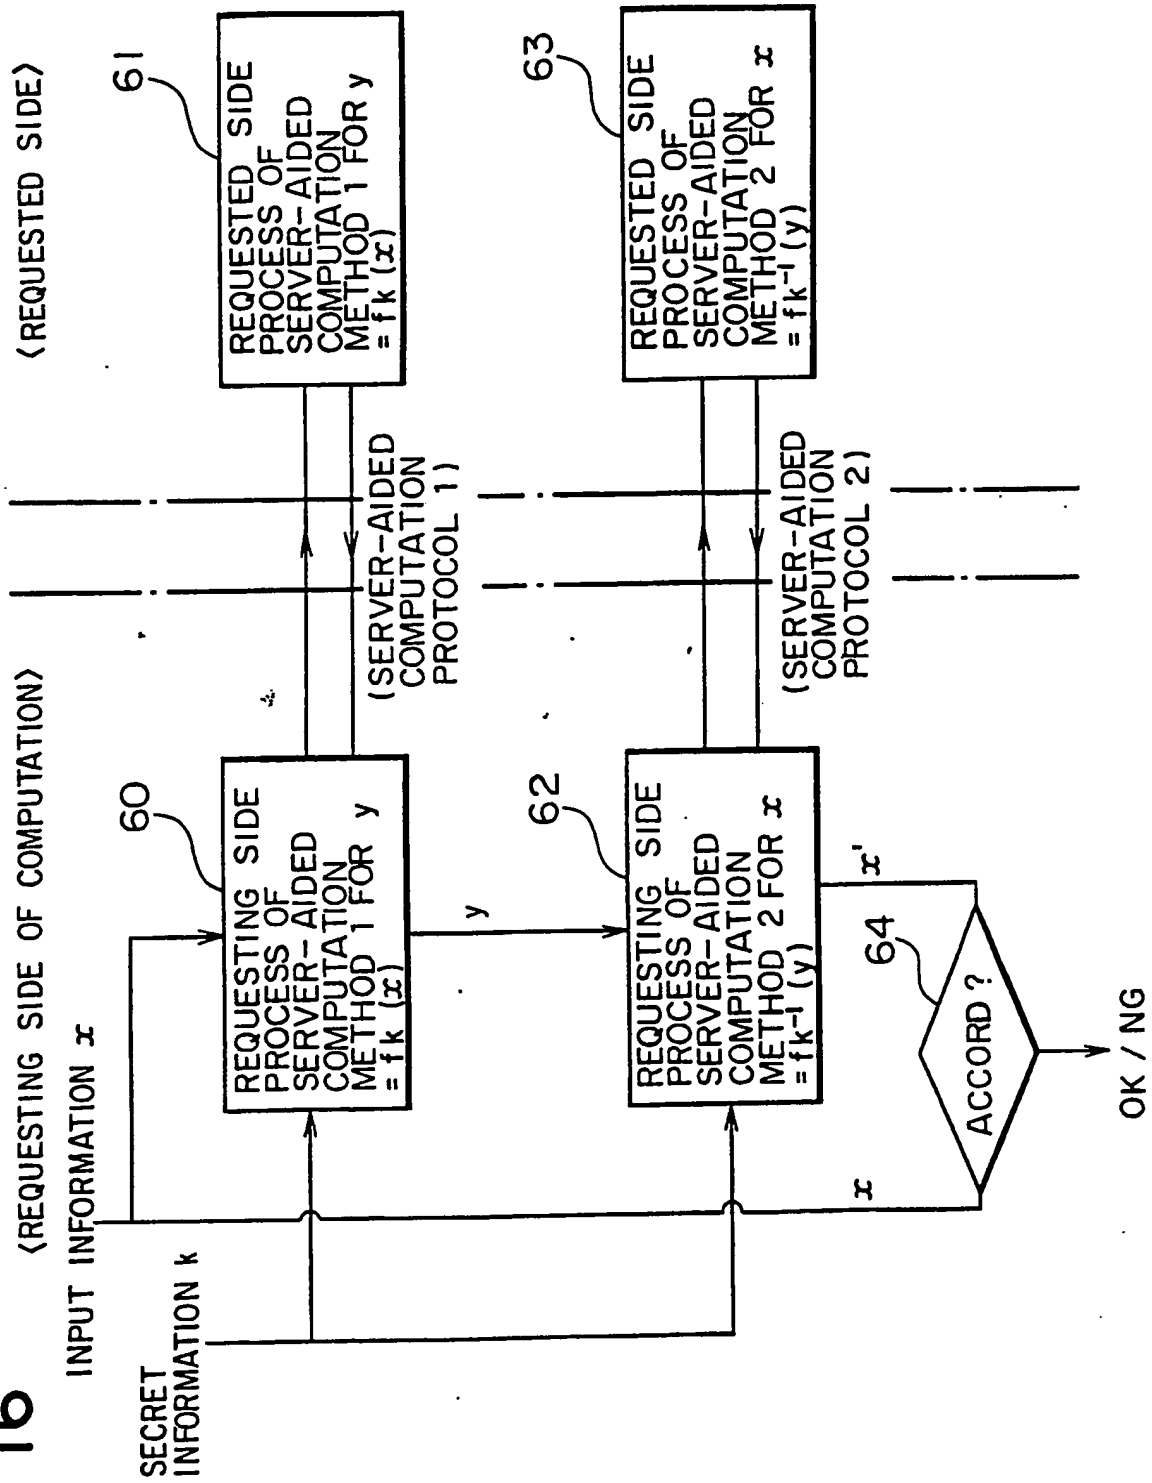 16
<REQUESTING SIDE OF COMPUTATION>
<REQUESTED SIDE>
INPUT INFORMATION x
SECRET
INFORMATION k
60
REQUESTING SIDE
PROCESS OF
SERVER-AIDED
COMPUTATION
METHOD 1 FOR y
= fk (x)
(SERVER-AIDED
COMPUTATION
PROTOCOL 1)
61
REQUESTED SIDE
PROCESS OF
SERVER-AIDED
COMPUTATION
METHOD 1 FOR y
= fk (x)
y
62
REQUESTING SIDE
PROCESS OF
SERVER-AIDED
COMPUTATION
METHOD 2 FOR x
= fk⁻¹ (y)
(SERVER-AIDED
COMPUTATION
PROTOCOL 2)
63
REQUESTED SIDE
PROCESS OF
SERVER-AIDED
COMPUTATION
METHOD 2 FOR x
= fk⁻¹ (y)
x
x'
64
ACCORD ?
OK / NG